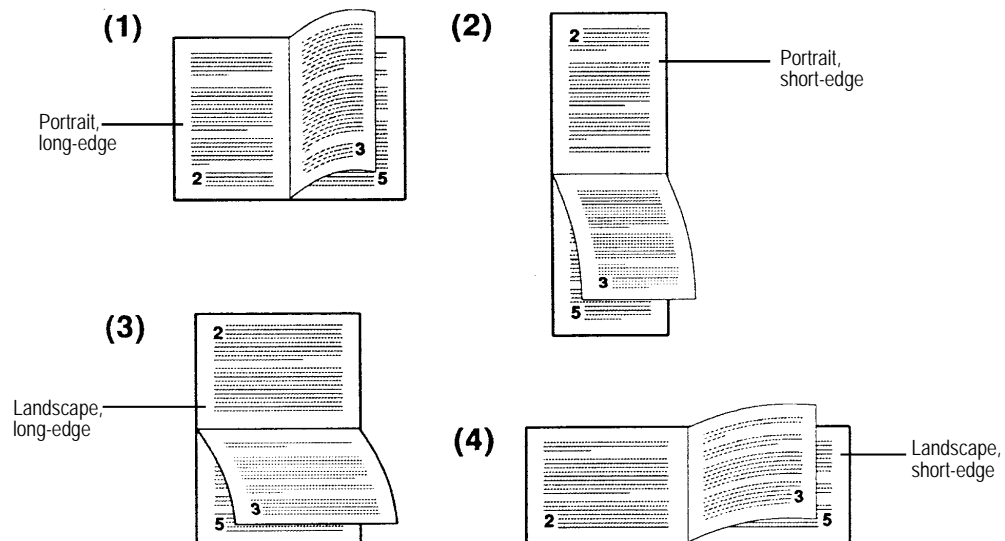 (1)
Portrait,
long-edge
2
3
5
(2)
2
Portrait,
short-edge
3
5
(3)
2
Landscape,
long-edge
3
5
(4)
2
3
5
Landscape,
short-edge